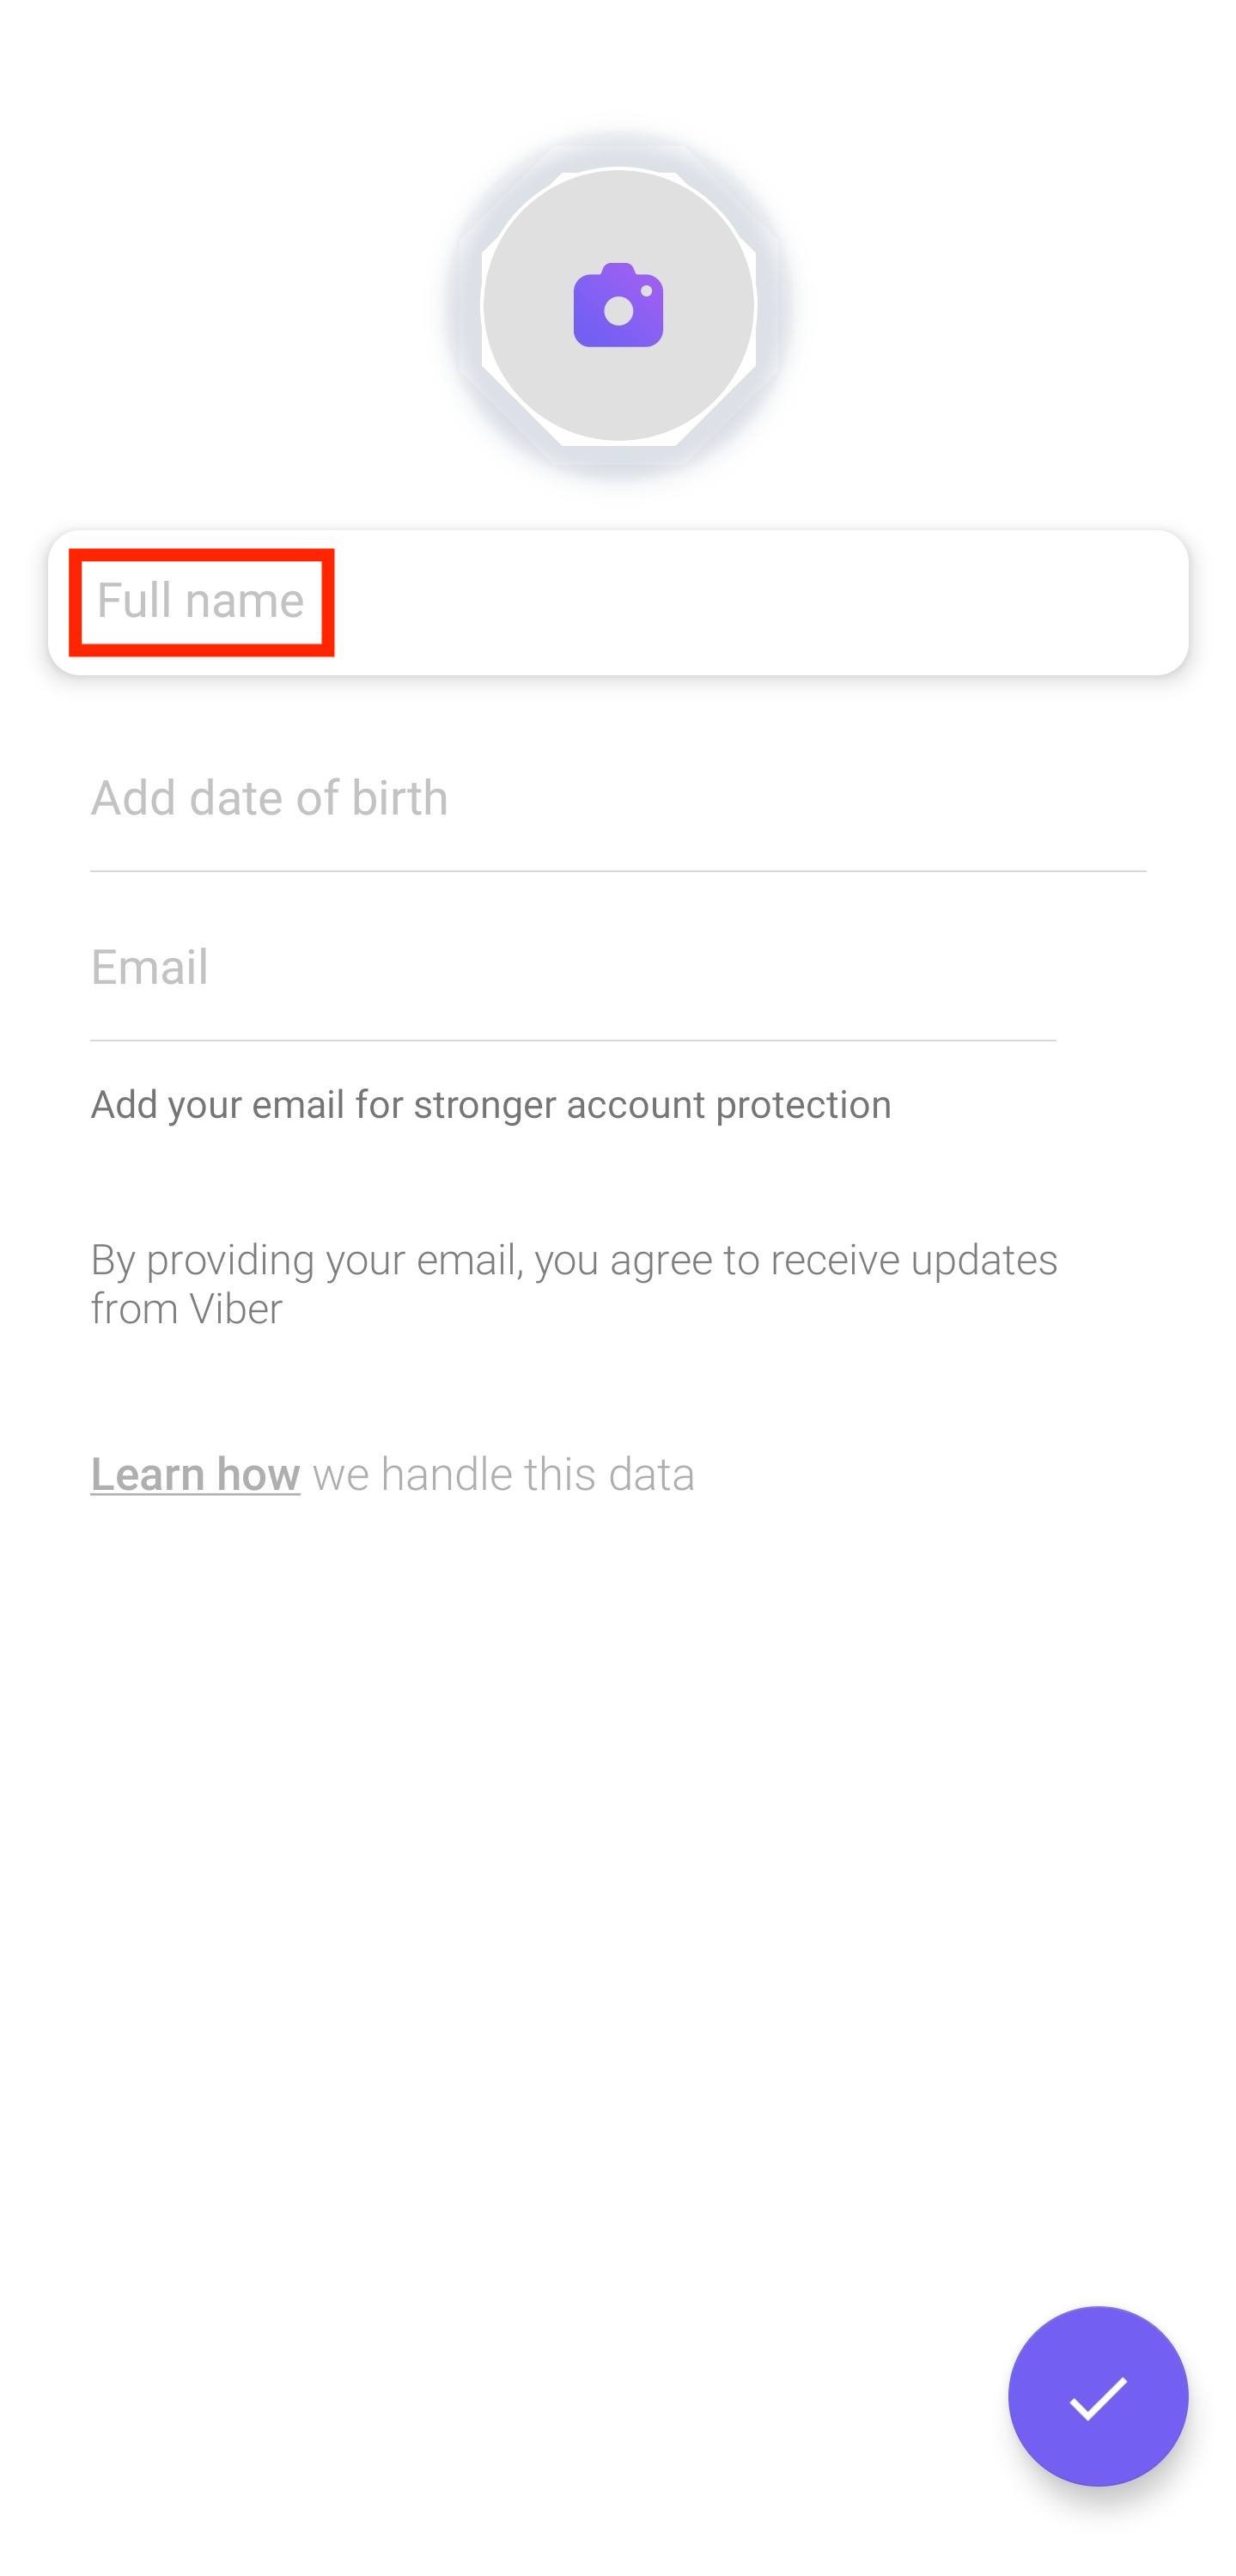 Full name
Add date of birth
Email
Add your email for stronger account protection
By providing your email, you agree to receive updates
from Viber
Learn how we handle this data